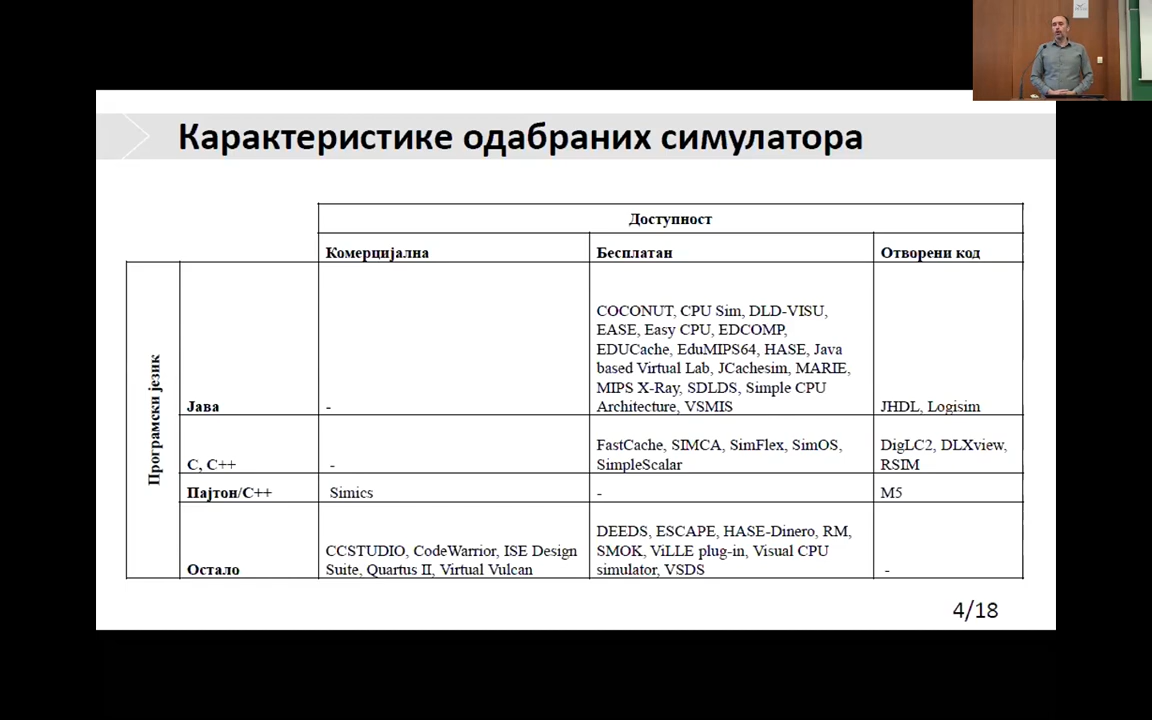 Карактеристике одабраних симулатора
Доступност
Комерцијална
Бесплатан
Отворени код
Програмски језик
Јава
-
COCONUT, CPU Sim, DLD-VISU,
EASE, Easy CPU, EDCOMP,
EDUCache, EduMIPS64, HASE, Java
based Virtual Lab, JCachesim, MARIE,
MIPS X-Ray, SDLDS, Simple CPU
Architecture, VSMIS
JHDL, Logisim
C, C++
-
FastCache, SIMCA, SimFlex, SimOS,
SimpleScalar
DigLC2, DLXview,
RSIM
Пајтон/C++
Simics
-
M5
Остало
CCSTUDIO, CodeWarrior, ISE Design
Suite, Quartus II, Virtual Vulcan
DEEDS, ESCAPE, HASE-Dinero, RM,
SMOK, ViLLE plug-in, Visual CPU
simulator, VSDS
-
4/18